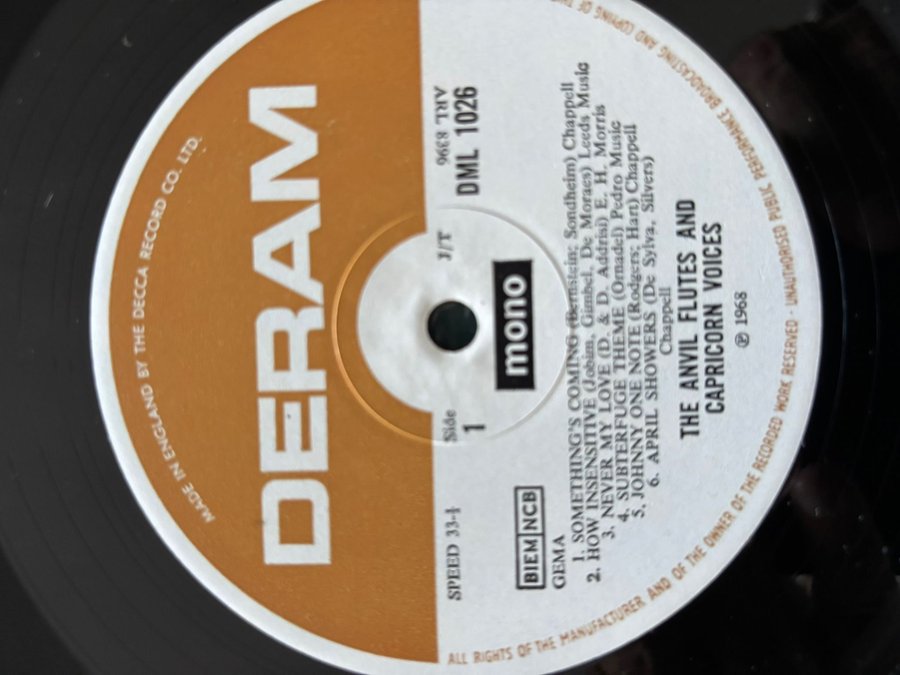 MADE IN ENGLAND BY THE DECCA RECORD CO. LTD.
DERAM
ARL 8396
SPEED 33-⅓
Side
1
J/T
DML 1026
BIEM NCB
mono
GEMA
1. SOMETHING'S COMING (Bernstein; Sondheim) Chappell
2. HOW INSENSITIVE (Jobim, Gimbel, De Moraes) Leeds Music
3. NEVER MY LOVE (D. & D. Addrisi) E. H. Morris
4. SUBTERFUGE THEME (Ornadel) Pedro Music
5. JOHNNY ONE NOTE (Rodgers; Hart) Chappell
6. APRIL SHOWERS (De Sylva, Silvers)
Chappell
THE ANVIL FLUTES AND
CAPRICORN VOICES
℗ 1968
ALL RIGHTS OF THE MANUFACTURER AND OF THE OWNER OF THE RECORDED WORK RESERVED · UNAUTHORISED PUBLIC PERFORMANCE BROADCASTING AND COPYING OF THE